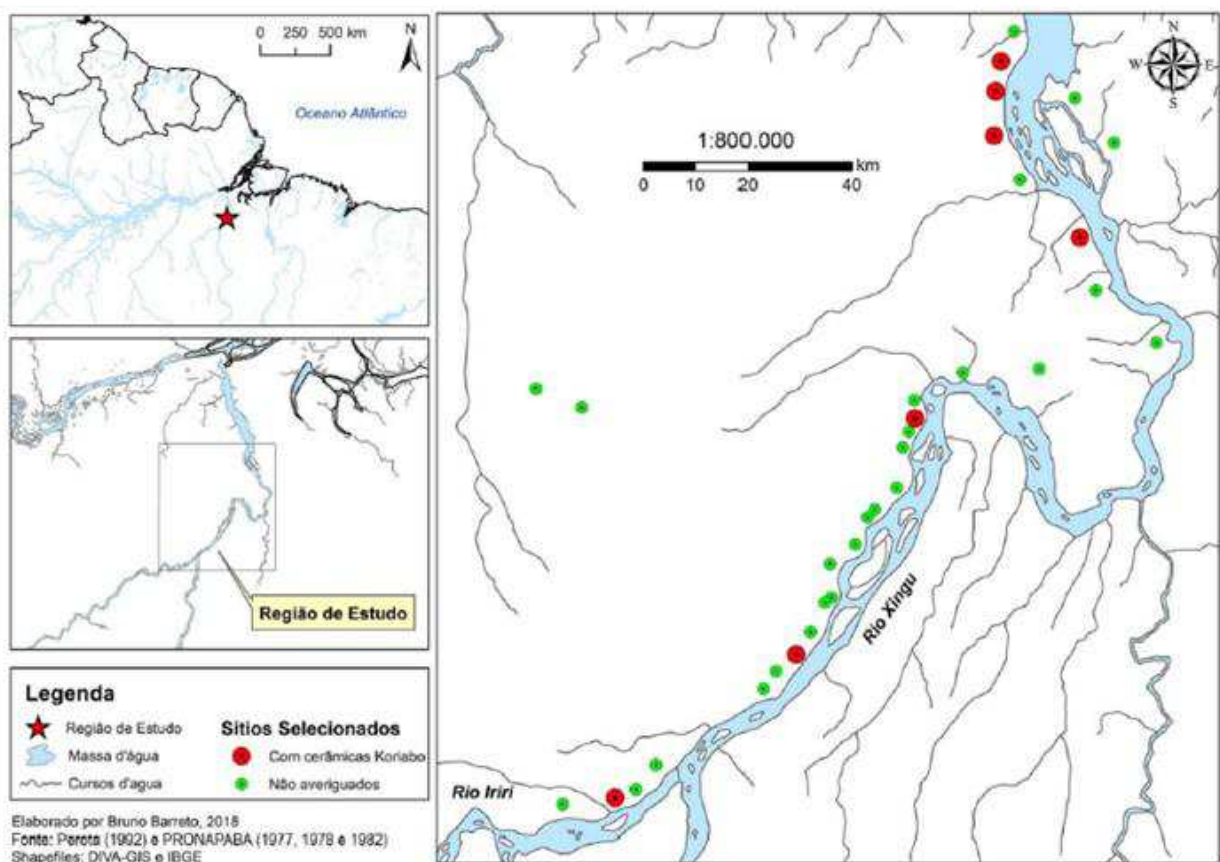 0 250 500 km
N
Oceano Atlântico
Região de Estudo
Legenda
Região de Estudo
Massa d'água
Cursos d'agua
Sítios Selecionados
Com cerâmicas Koriabo
Não averiguados
Elaborado por Bruno Barreto, 2018
Fonte: Perota (1992) e PRONAPABA (1977, 1978 e 1982)
Shapefiles: DIVA-GIS e IBGE
N
W E
S
1:800.000
km
0 10 20 40
Rio Xingu
Rio Iriri